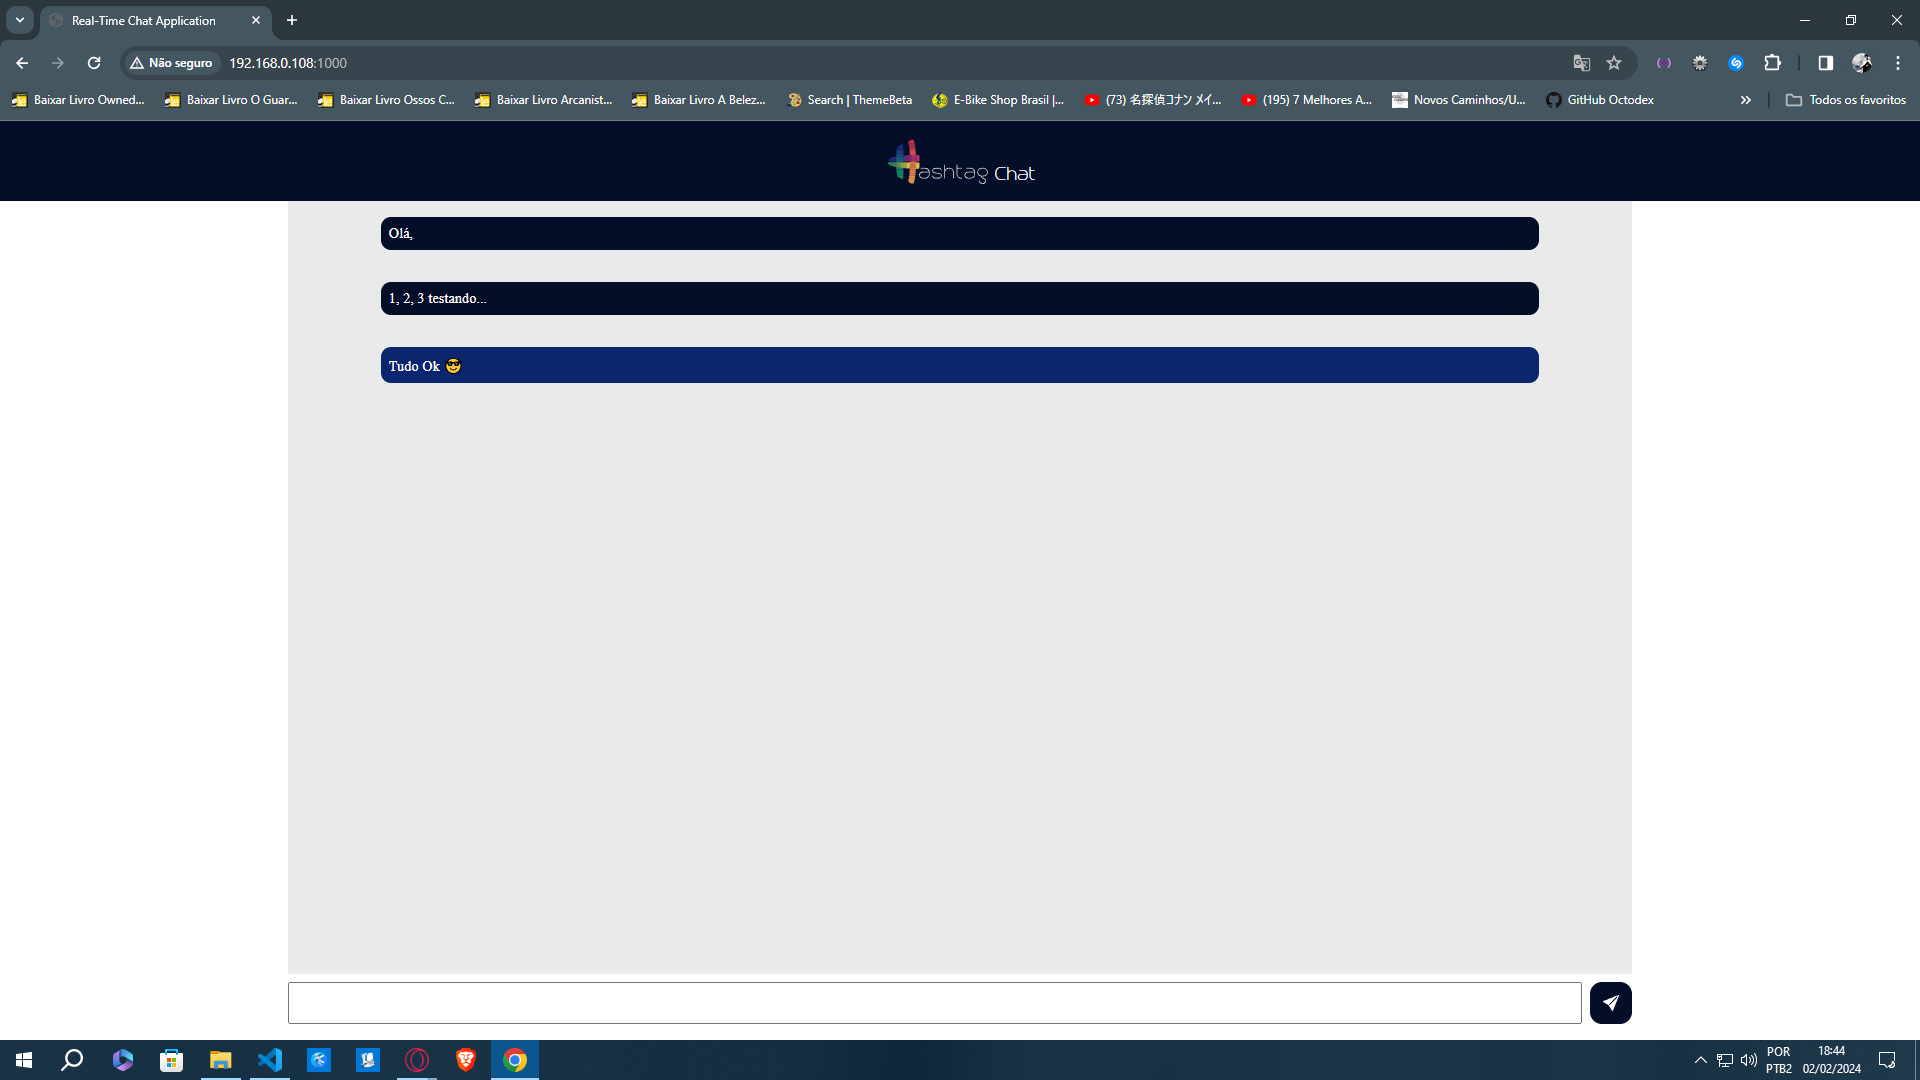 Real-Time Chat Application
Não seguro
192.168.0.108:1000
Baixar Livro Owned...
Baixar Livro O Guar...
Baixar Livro Ossos C...
Baixar Livro Arcanist...
Baixar Livro A Belez...
Search | ThemeBeta
E-Bike Shop Brasil |...
(73) 名探偵コナン メイ...
(195) 7 Melhores A...
Novos Caminhos/U...
GitHub Octodex
Todos os favoritos
Hashtag Chat
Olá,
1, 2, 3 testando...
Tudo Ok 😎
POR
PTB2
18:44
02/02/2024